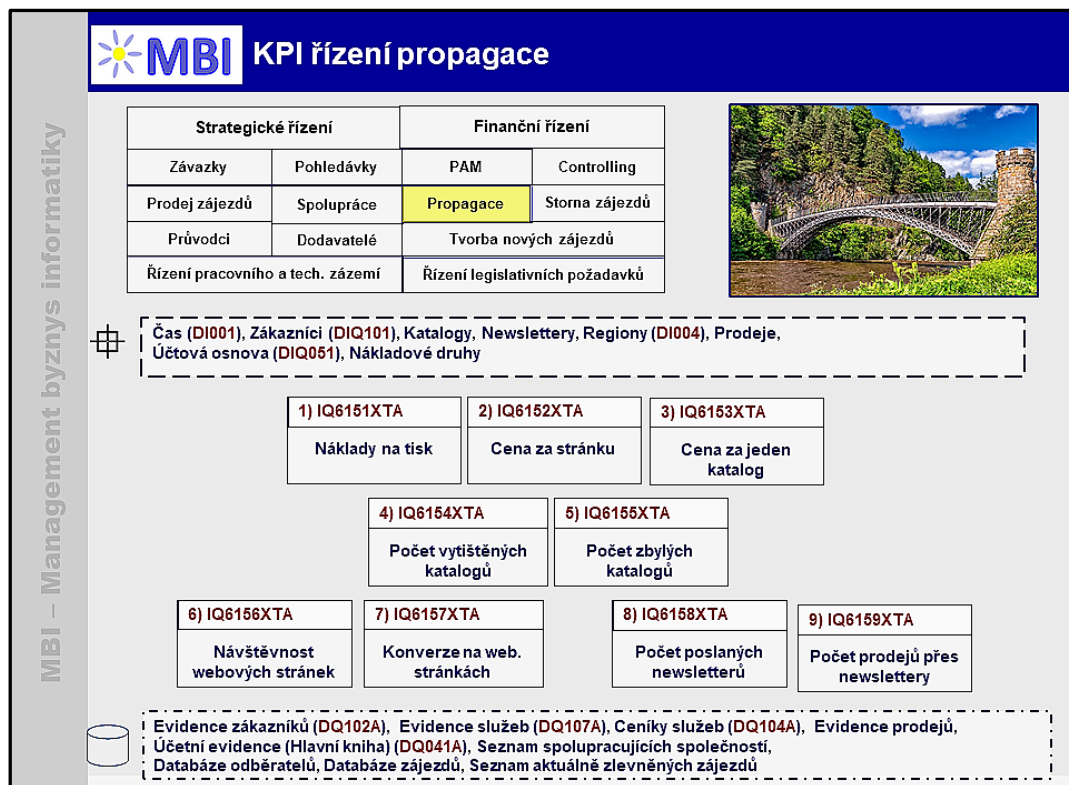 MBI – Management byznys informatiky
MBI
KPI řízení propagace
Strategické řízení
Finanční řízení
Závazky
Pohledávky
PAM
Controlling
Prodej zájezdů
Spolupráce
Propagace
Storna zájezdů
Průvodci
Dodavatelé
Tvorba nových zájezdů
Řízení pracovního a tech. zázemí
Řízení legislativních požadavků
Čas (DI001), Zákazníci (DIQ101), Katalogy, Newslettery, Regiony (DI004), Prodeje,
Účtová osnova (DIQ051), Nákladové druhy
1) IQ6151XTA
Náklady na tisk
2) IQ6152XTA
Cena za stránku
3) IQ6153XTA
Cena za jeden
katalog
4) IQ6154XTA
Počet vytištěných
katalogů
5) IQ6155XTA
Počet zbylých
katalogů
6) IQ6156XTA
Návštěvnost
webových stránek
7) IQ6157XTA
Konverze na web.
stránkách
8) IQ6158XTA
Počet poslaných
newsletterů
9) IQ6159XTA
Počet prodejů přes
newslettery
Evidence zákazníků (DQ102A), Evidence služeb (DQ107A), Ceníky služeb (DQ104A), Evidence prodejů,
Účetní evidence (Hlavní kniha) (DQ041A), Seznam spolupracujících společností,
Databáze odběratelů, Databáze zájezdů, Seznam aktuálně zlevněných zájezdů